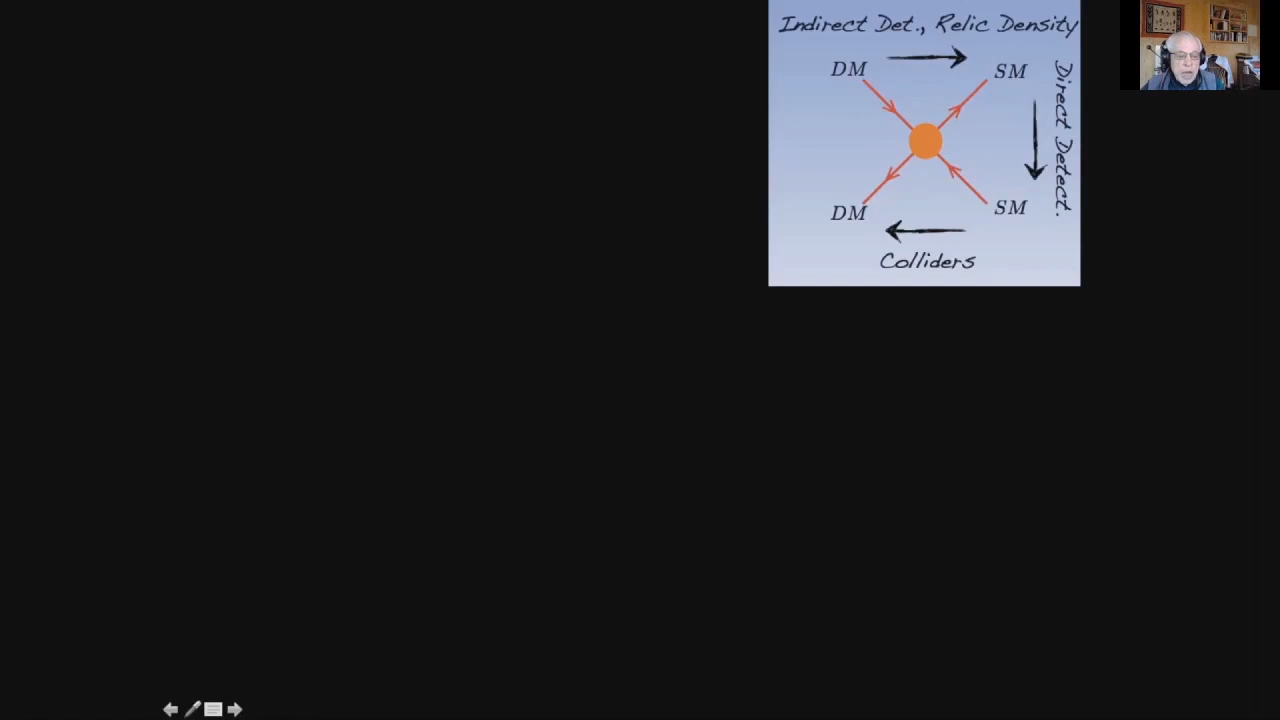 Indirect Det., Relic Density
DM
SM
Direct Detect.
DM
SM
Colliders